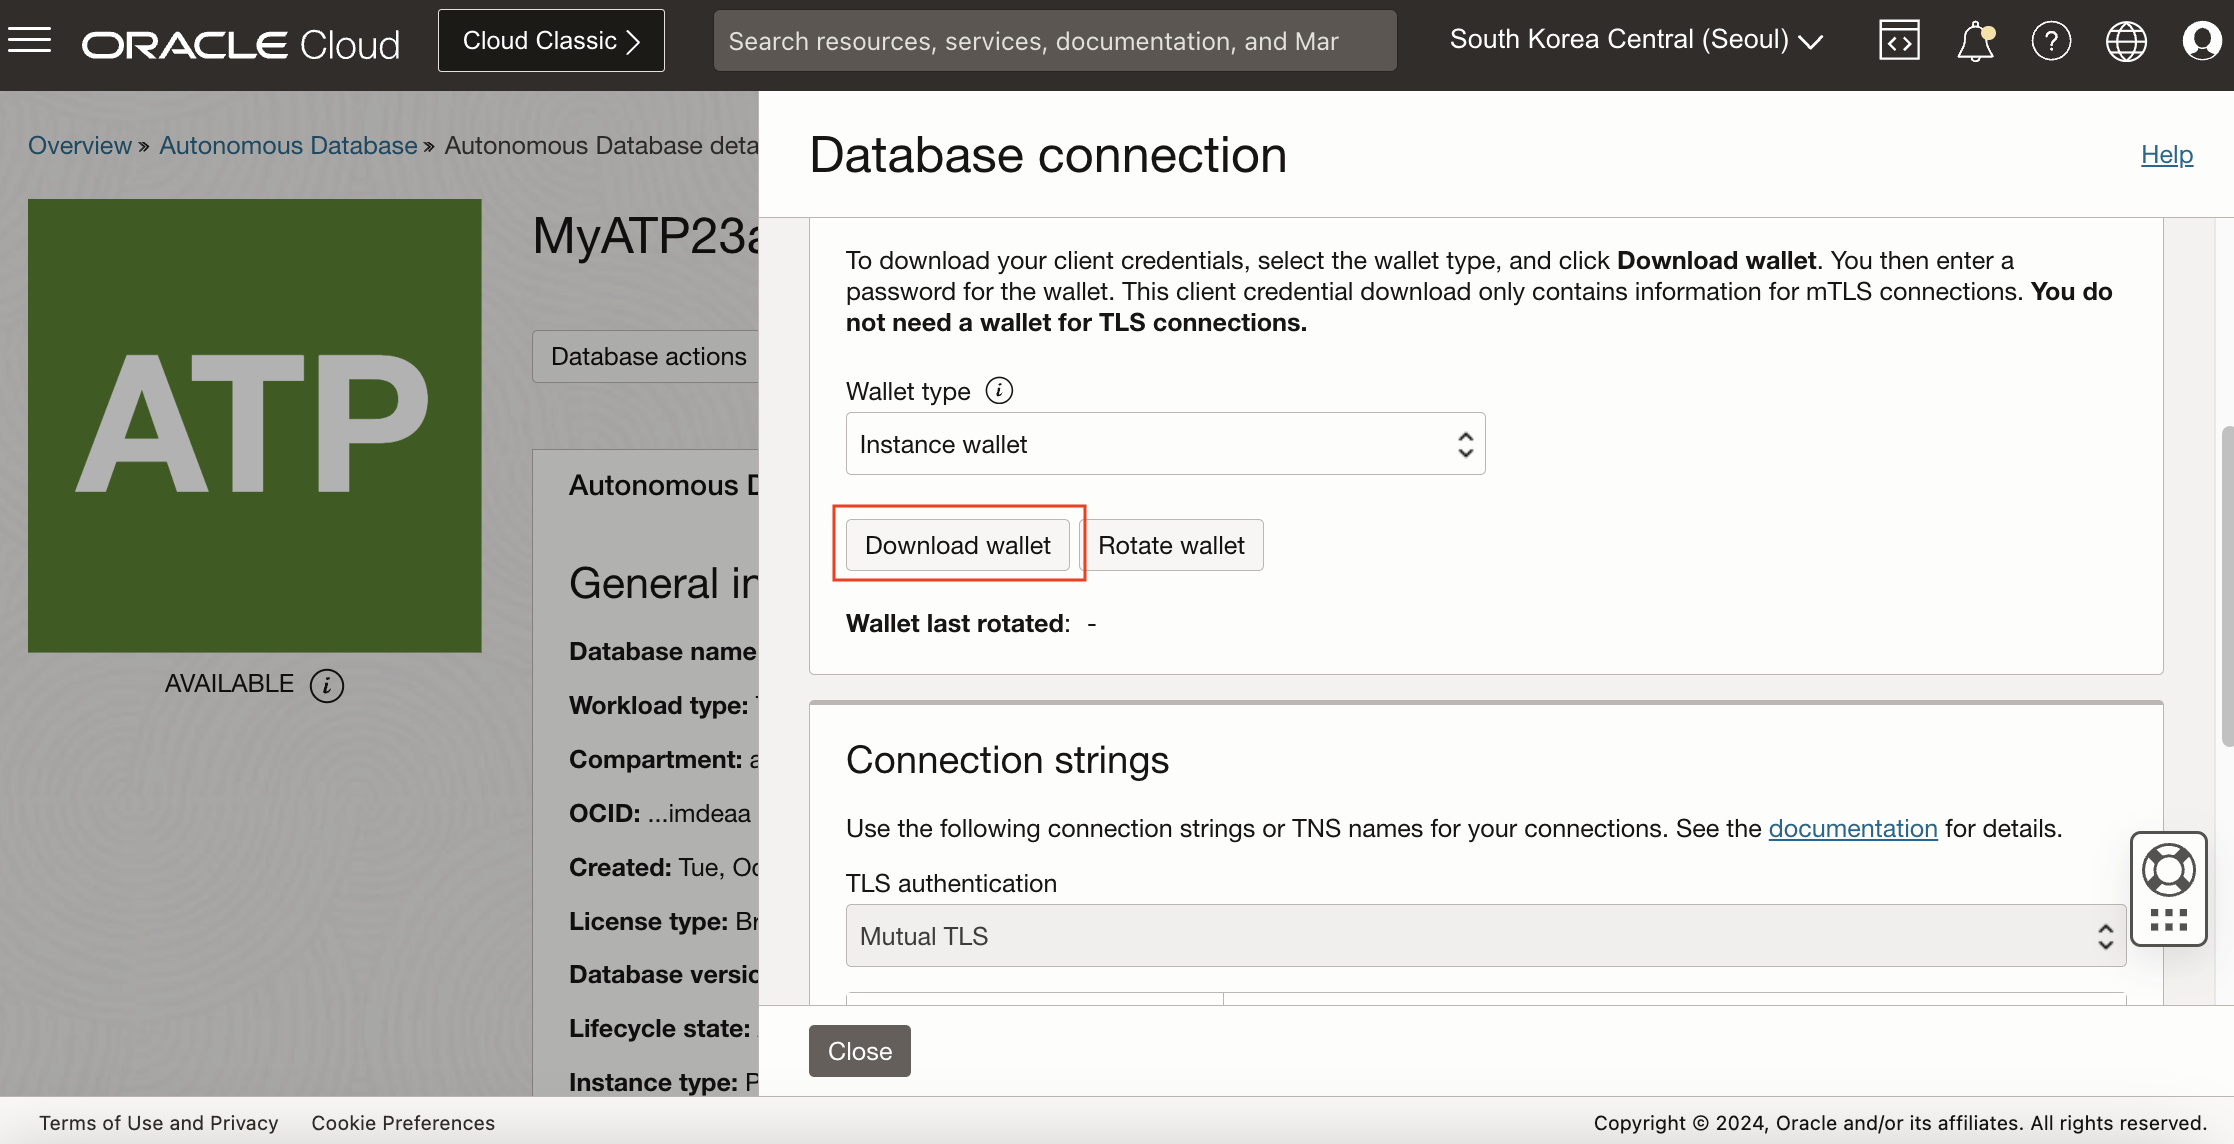 ORACLE Cloud
Cloud Classic
Search resources, services, documentation, and Mar
South Korea Central (Seoul)
Overview » Autonomous Database » Autonomous Database deta
ATP
AVAILABLE
MyATP23a
Database actions
Autonomous D
General in
Database name
Workload type:
Compartment: a
OCID: ...imdeaa
Created: Tue, Oc
License type: Br
Database versio
Lifecycle state:
Instance type: P
Database connection
Help
To download your client credentials, select the wallet type, and click Download wallet. You then enter a
password for the wallet. This client credential download only contains information for mTLS connections. You do
not need a wallet for TLS connections.
Wallet type
Instance wallet
Download wallet
Rotate wallet
Wallet last rotated: -
Connection strings
Use the following connection strings or TNS names for your connections. See the documentation for details.
TLS authentication
Mutual TLS
Close
Terms of Use and Privacy
Cookie Preferences
Copyright © 2024, Oracle and/or its affiliates. All rights reserved.